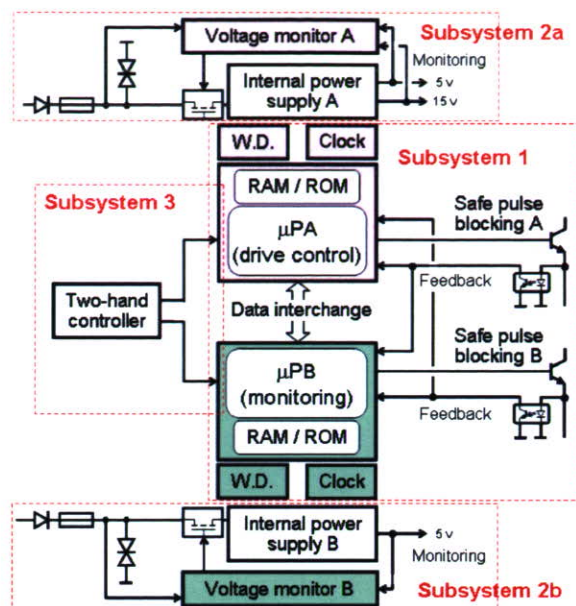 Subsystem 2a
Voltage monitor A
Monitoring
5 v
15 v
Internal power
supply A
W.D.
Clock
Subsystem 1
RAM / ROM
Subsystem 3
μPA
(drive control)
Safe pulse
blocking A
Feedback
Two-hand
controller
Data interchange
μPB
(monitoring)
Safe pulse
blocking B
RAM / ROM
Feedback
W.D.
Clock
Internal power
supply B
5 v
Monitoring
Voltage monitor B
Subsystem 2b